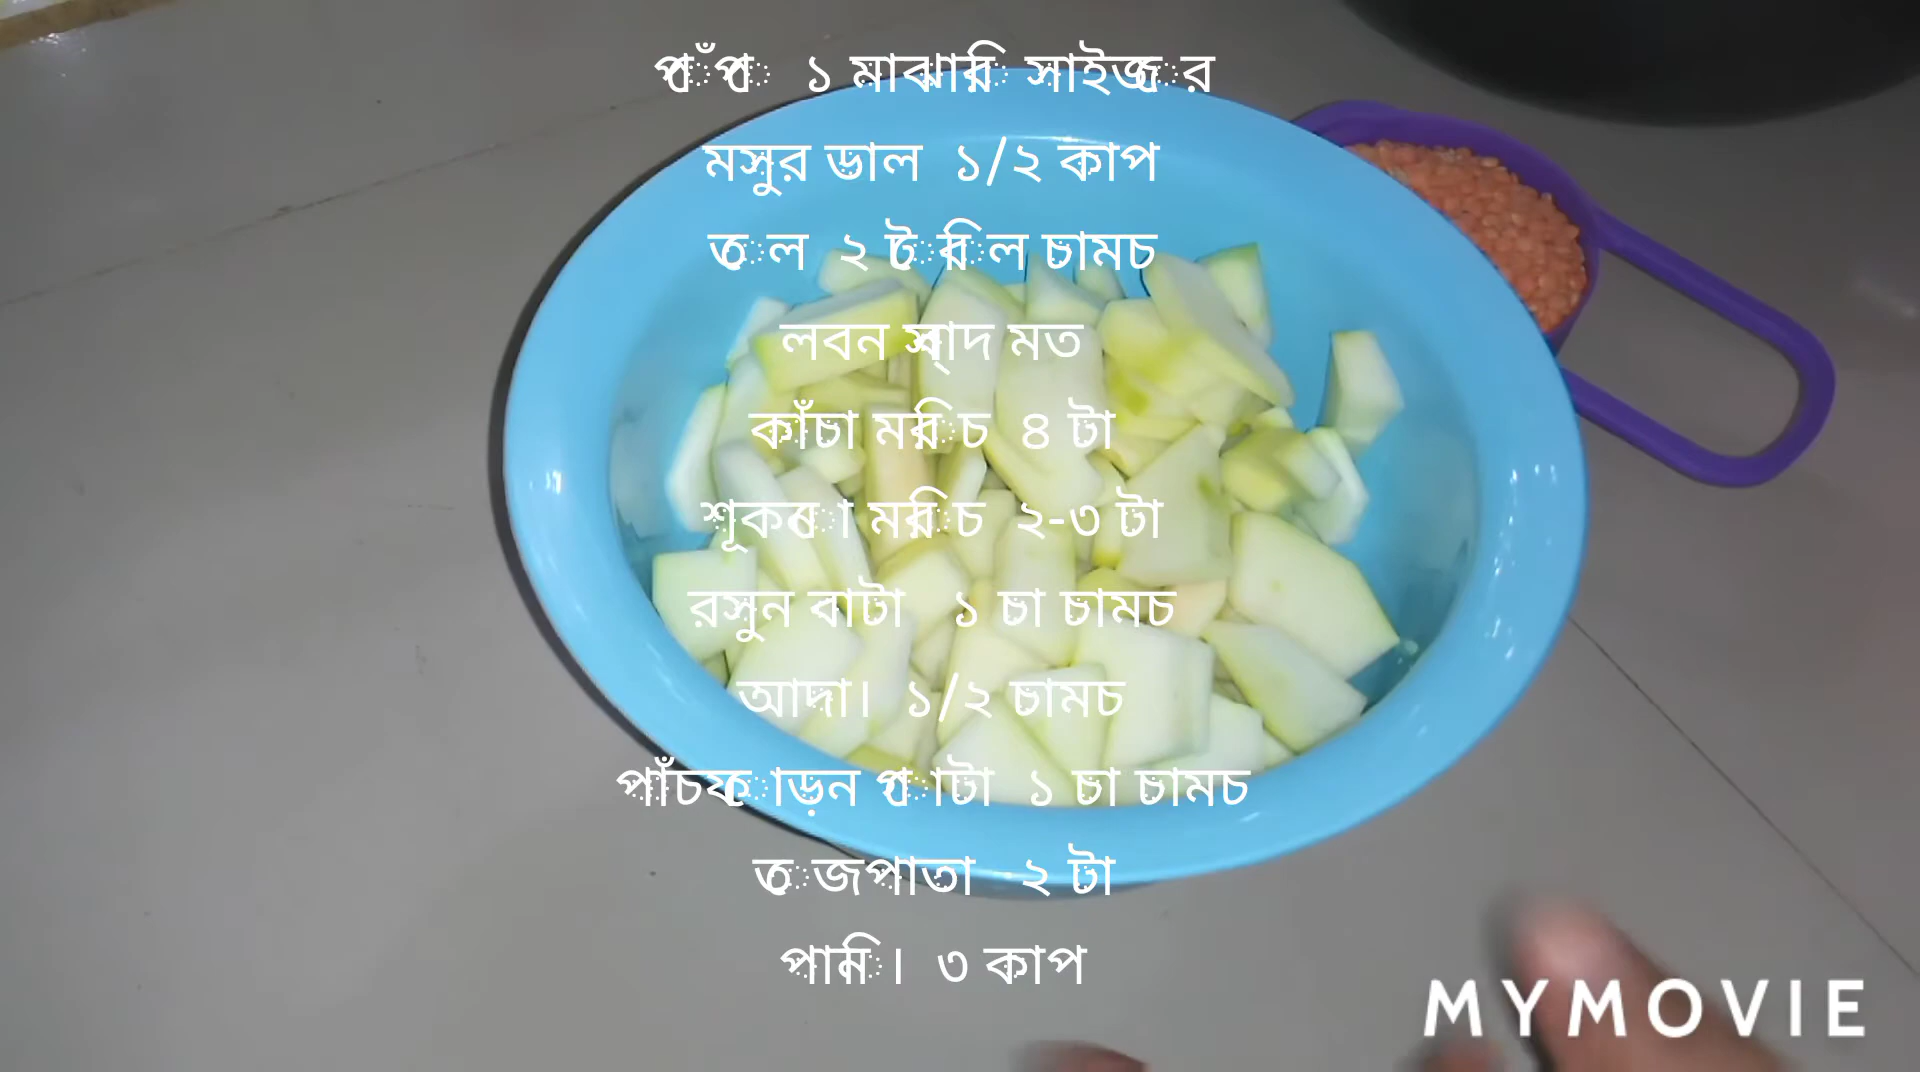 পেঁপে ১ মাঝারি সাইজের
মসুর ডাল ১/২ কাপ
তেল ২ টেবিল চামচ
লবন স্বাদ মত
কাঁচা মরিচ ৪ টা
শূকনো মরিচ ২-৩ টা
রসুন বাটা ১ চা চামচ
আদা। ১/২ চামচ
পাঁচফোড়ন গোটা ১ চা চামচ
তেজপাতা ২ টা
পানি। ৩ কাপ
MYMOVIE